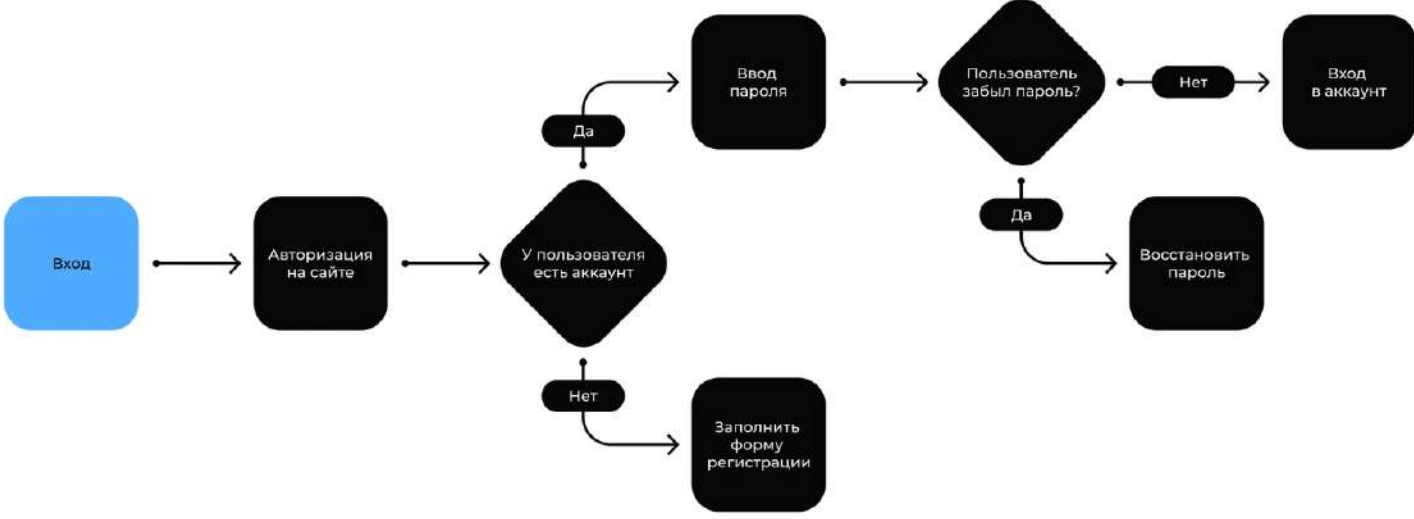 Вход
Авторизация
на сайте
У пользователя
есть аккаунт
Да
Ввод
пароля
Пользователь
забыл пароль?
Нет
Вход
в аккаунт
Да
Восстановить
пароль
Нет
Заполнить
форму
регистрации